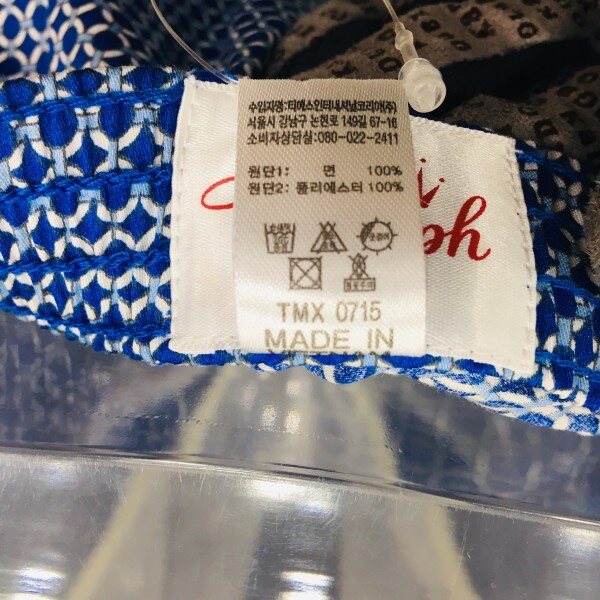 수입자명:티메스인터내셔널코리아(주)
서울시 강남구 논현로 149길 67-16
소비자상담실:080-022-2411
원단1: 면 100%
원단2: 폴리에스터 100%
TMX 0715
MADE IN